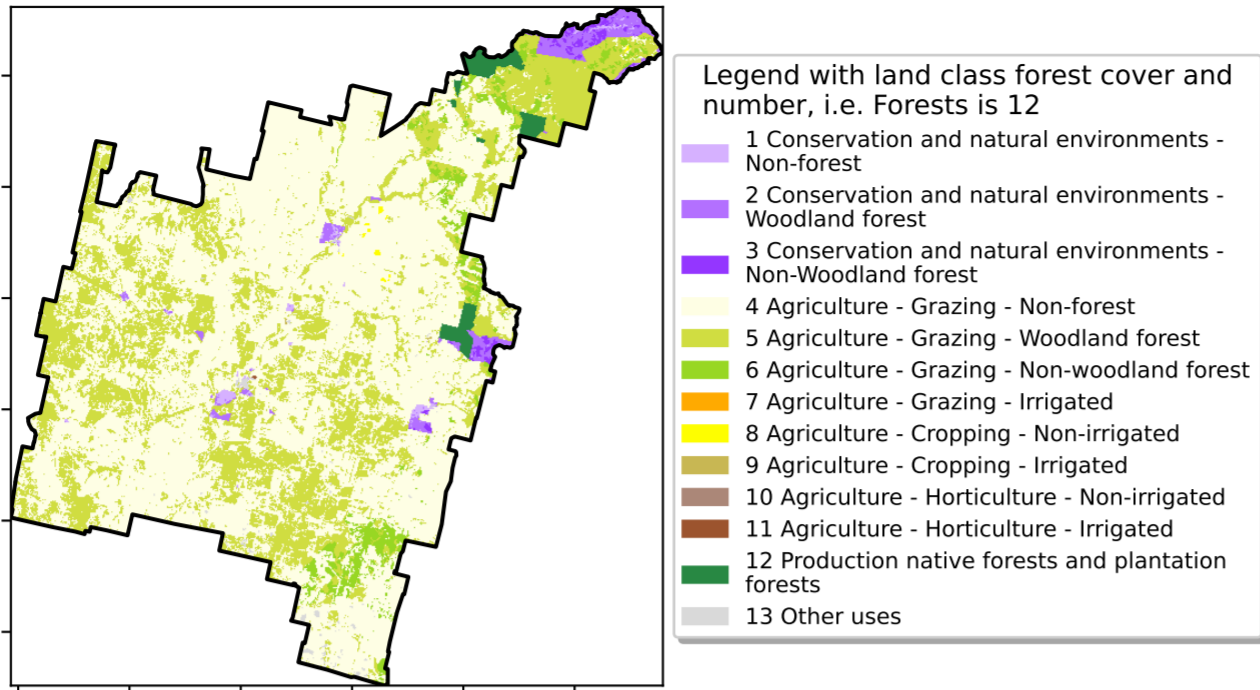 Legend with land class forest cover and
number, i.e. Forests is 12
1 Conservation and natural environments -
Non-forest
2 Conservation and natural environments -
Woodland forest
3 Conservation and natural environments -
Non-Woodland forest
4 Agriculture - Grazing - Non-forest
5 Agriculture - Grazing - Woodland forest
6 Agriculture - Grazing - Non-woodland forest
7 Agriculture - Grazing - Irrigated
8 Agriculture - Cropping - Non-irrigated
9 Agriculture - Cropping - Irrigated
10 Agriculture - Horticulture - Non-irrigated
11 Agriculture - Horticulture - Irrigated
12 Production native forests and plantation
forests
13 Other uses